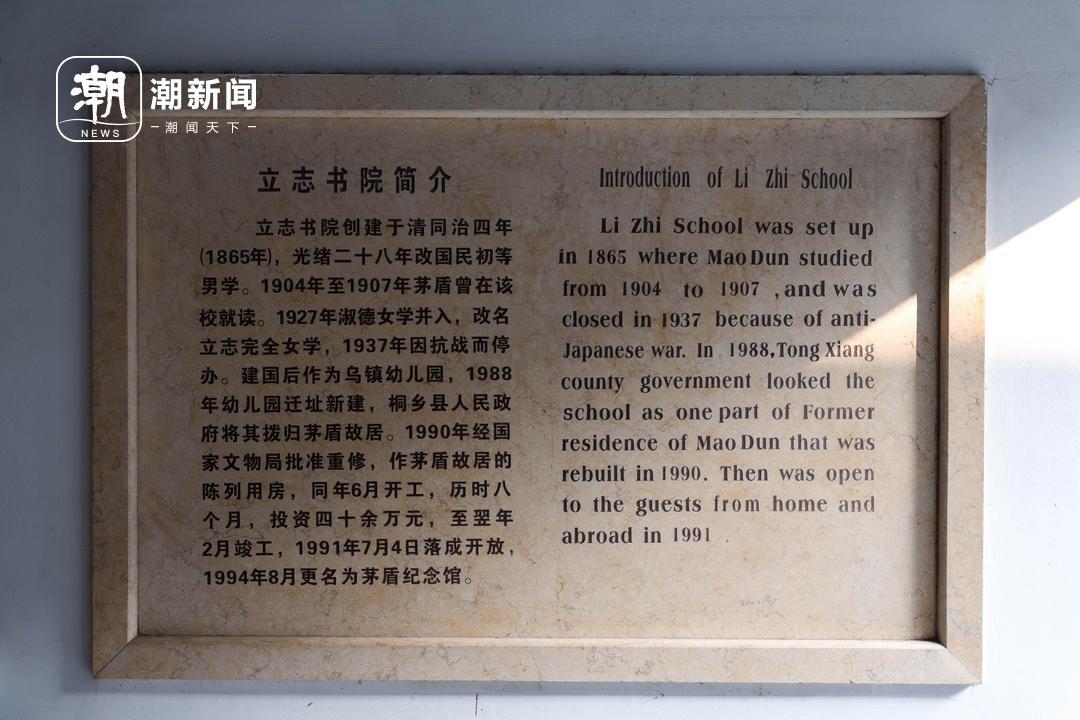 潮
NEWS
潮新闻
潮闻天下
立志书院简介
立志书院创建于清同治四年
(1865年)，光绪二十八年改国民初等
男学。1904年至1907年茅盾曾在该
校就读。1927年淑德女学并入，改名
立志完全女学，1937年因抗战而停
办。建国后作为乌镇幼儿园，1988
年幼儿园迁址新建，桐乡县人民政
府将其拨归茅盾故居。1990年经国
家文物局批准重修，作茅盾故居的
陈列用房，同年6月开工，历时八
个月，投资四十余万元，至翌年
2月竣工，1991年7月4日落成开放，
1994年8月更名为茅盾纪念馆。
Introduction of Li Zhi School
Li Zhi School was set up
in 1865 where Mao Dun studied
from 1904 to 1907 ,and was
closed in 1937 because of anti-
Japanese war. In 1988,Tong Xiang
county government looked the
school as one part of Former
residence of Mao Dun that was
rebuilt in 1990. Then was open
to the guests from home and
abroad in 1991 .